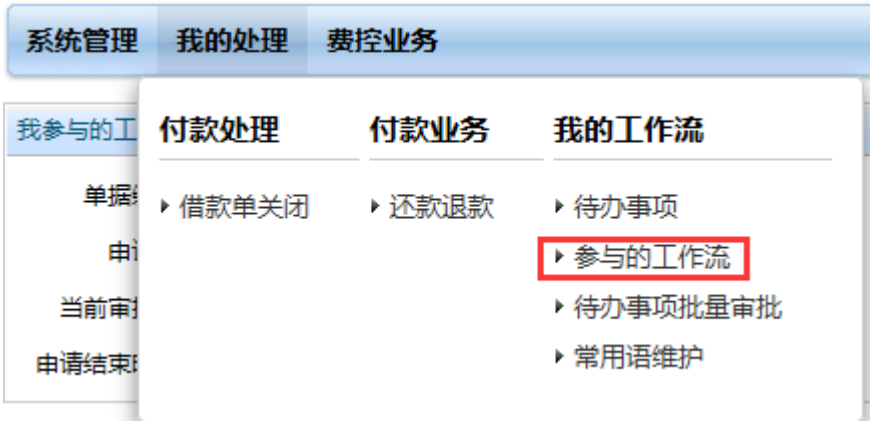 系统管理 我的处理 费控业务
我参与的工
付款处理 付款业务 我的工作流
单据
借款单关闭 还款退款 待办事项
申
参与的工作流
当前审
待办事项批量审批
申请结束
常用语维护